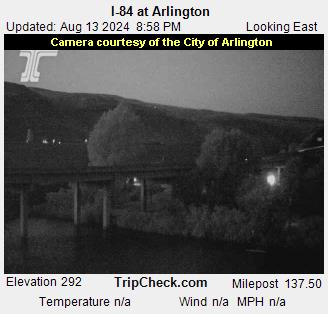 I-84 at Arlington
Updated: Aug 13 2024 8:58 PM Looking East
Camera courtesy of the City of Arlington
Elevation 292 TripCheck.com Milepost 137.50
Temperature n/a Wind n/a MPH n/a